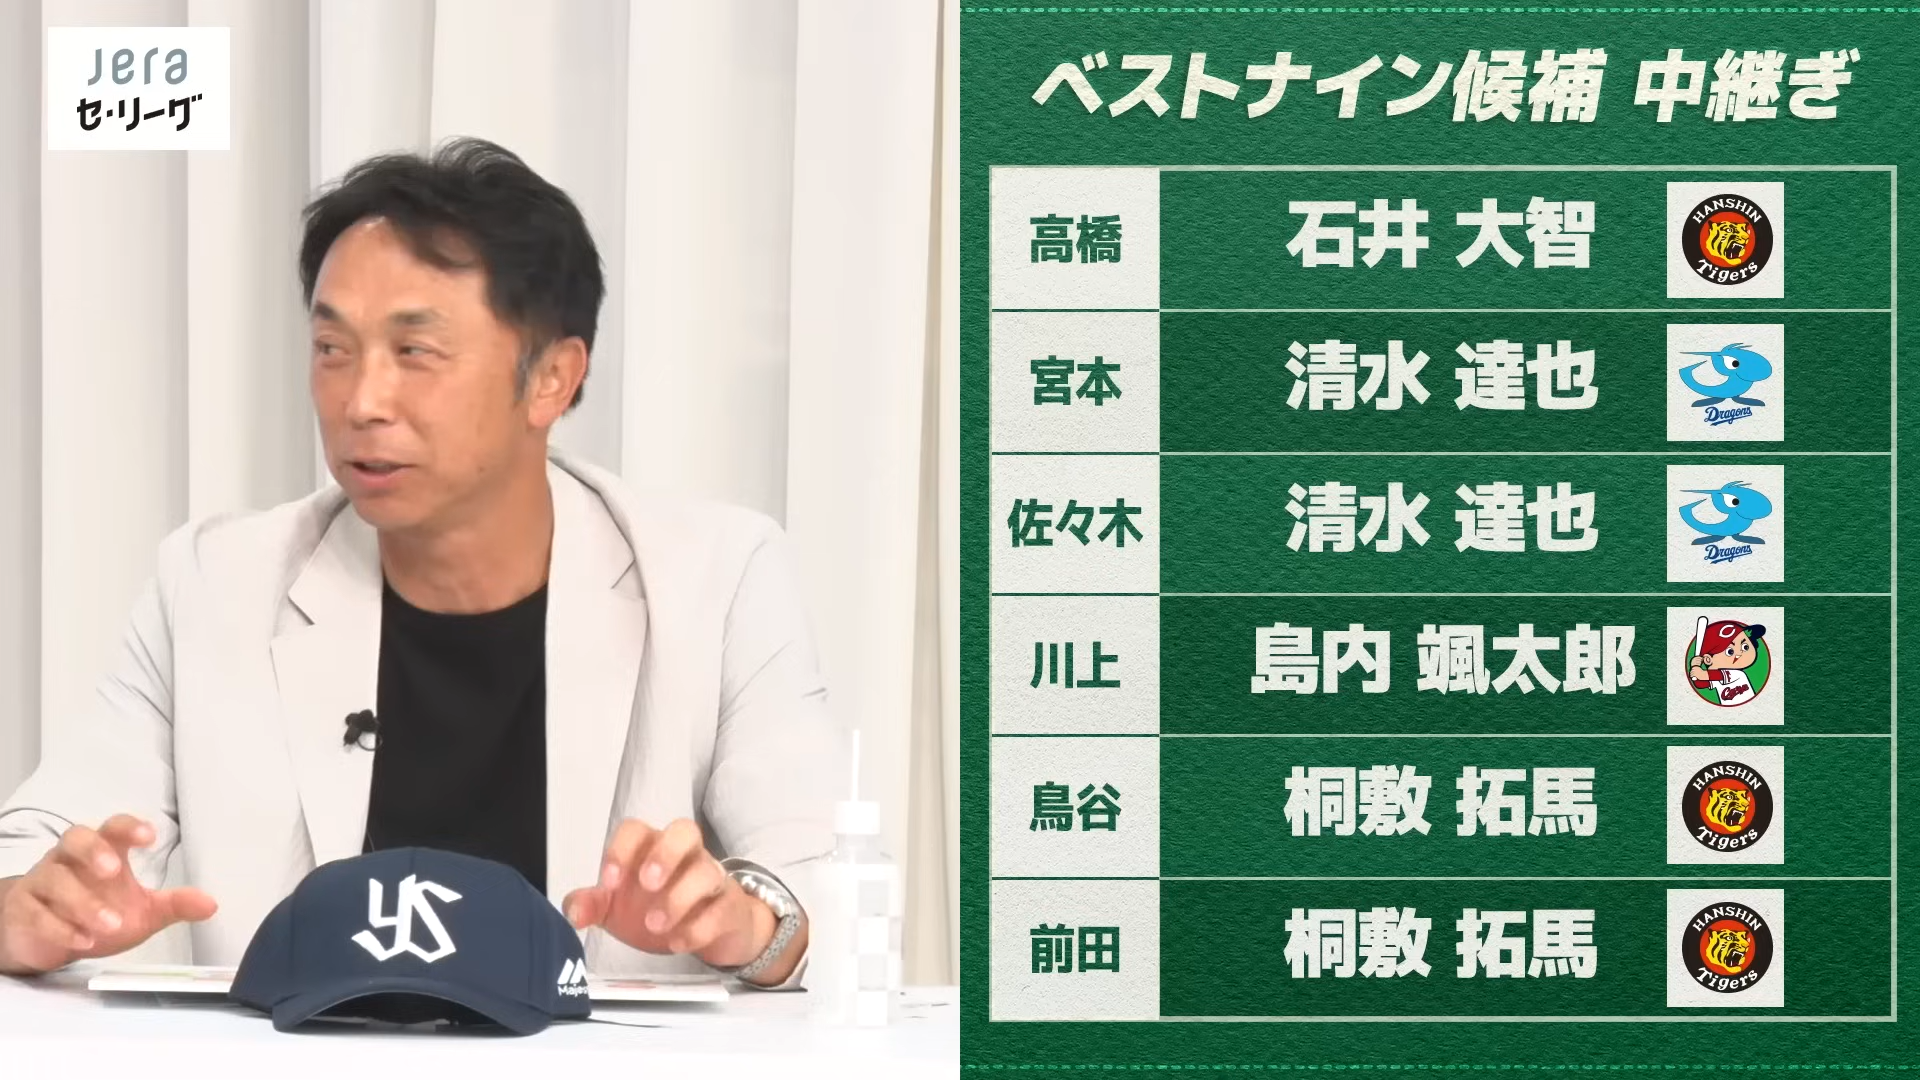 Jera
セ・リーグ
ベストナイン候補 中継ぎ
高橋 石井 大智 HANSHIN Tigers
宮本 清水 達也 Dragons
佐々木 清水 達也 Dragons
川上 島内 颯太郎 Carp
鳥谷 桐敷 拓馬 HANSHIN Tigers
前田 桐敷 拓馬 HANSHIN Tigers
YS